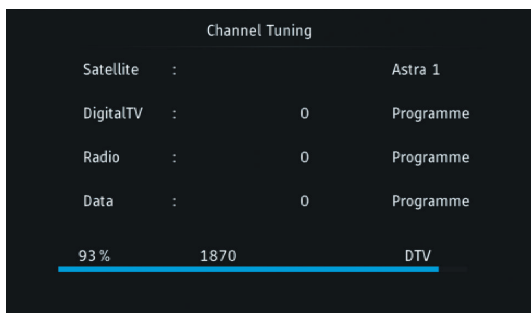 Channel Tuning
Satellite : Astra 1
DigitalTV : 0 Programme
Radio : 0 Programme
Data : 0 Programme
93% 1870 DTV